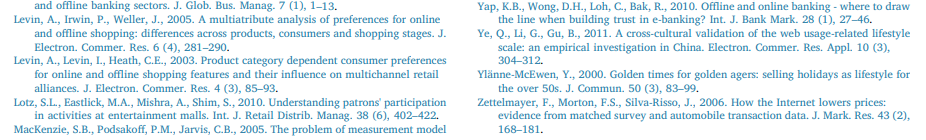 and offline banking sectors. J. Glob. Bus. Manag. 7 (1), 1–13.
Levin, A.M., Irwin, P., Weller, J., 2005. A multiatribute analysis of preferences for online
and offline shopping: differences across products, consumers and shopping stages. J.
Electron. Commer. Res. 6 (4), 281–290.
Levin, A.M., Levin, I., Heath, C.E., 2003. Product category dependent consumer preferences
for online and offline shopping features and their influence on multichannel retail
alliances. J. Electron. Commer. Res. 4 (3), 85–93.
Lotz, S.L., Eastlick, M.A., Mishra, A., Shim, S., 2010. Understanding patrons' participation
in activities at entertainment malls. Int. J. Retail Distrib. Manag. 38 (6), 402–422.
MacKenzie, S.B., Podsakoff, P.M., Jarvis, C.B., 2005. The problem of measurement model
Yap, K.B., Wong, D.H., Loh, C., Bak, R., 2010. Offline and online banking - where to draw
the line when building trust in e-banking? Int. J. Bank Mark. 28 (1), 27–46.
Ye, Q., Li, G., Gu, B., 2011. A cross-cultural validation of the web usage-related lifestyle
scale: an empirical investigation in China. Electron. Commer. Res. Appl. 10 (3),
304–312.
Ylänne-McEwen, Y., 2000. Golden times for golden agers: selling holidays as lifestyle for
the over 50s. J. Commun. 50 (3), 83–99.
Zettelmayer, F., Morton, F.S., Silva-Risso, J., 2006. How the Internet lowers prices:
evidence from matched survey and automobile transaction data. J. Mark. Res. 43 (2),
168–181.